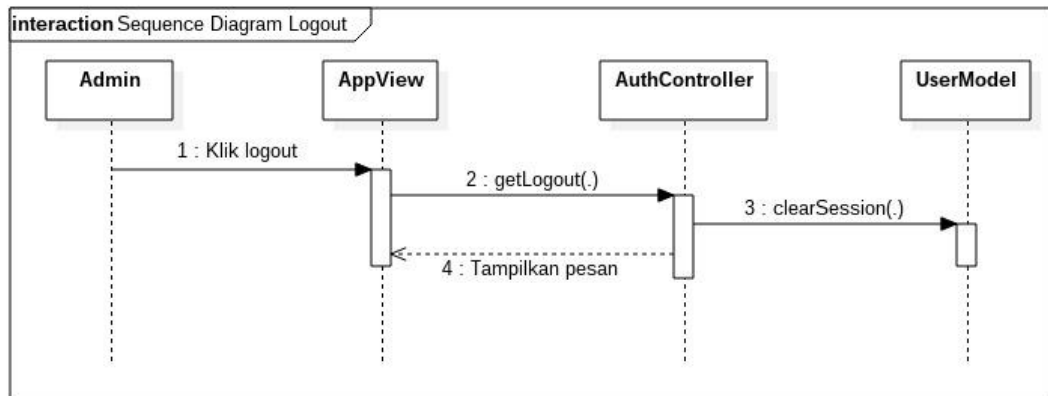 interaction Sequence Diagram Logout
Admin
AppView
AuthController
UserModel
1 : Klik logout
2 : getLogout(.)
3 : clearSession(.)
4 : Tampilkan pesan